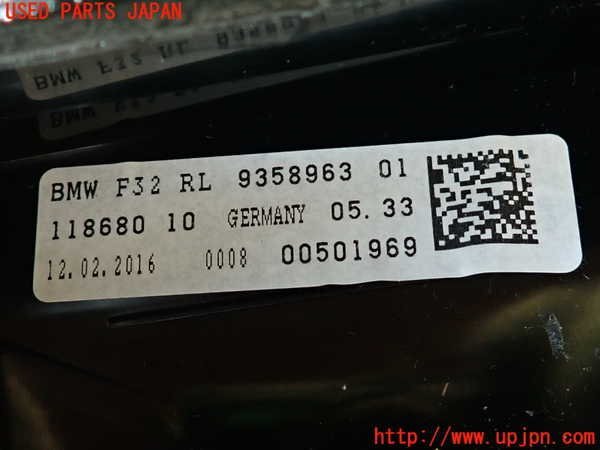 USED PARTS JAPAN
BMW F32 RL 9358963 01
118680 10 GERMANY 05.33
12.02.2016 0008 00501969
http://www.upjpn.com/